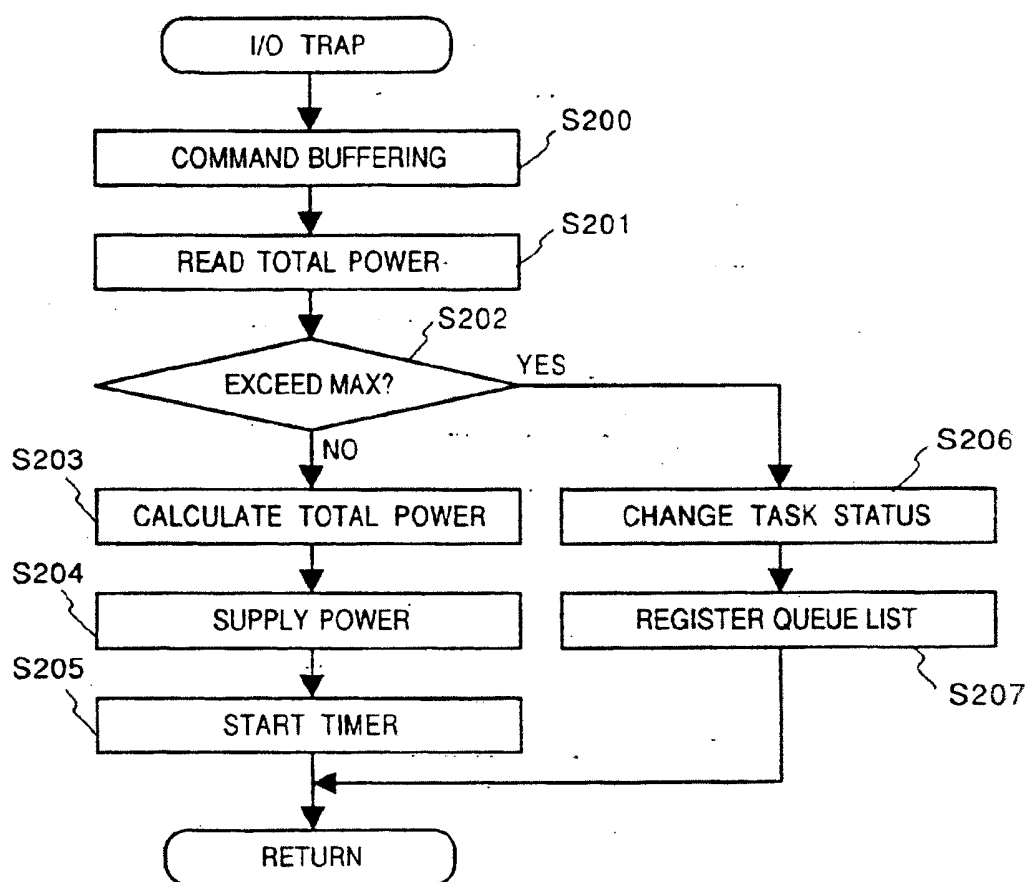 I/O TRAP
S200
COMMAND BUFFERING
S201
READ TOTAL POWER
S202
EXCEED MAX?
YES
NO
S203
CALCULATE TOTAL POWER
S206
CHANGE TASK STATUS
S204
SUPPLY POWER
REGISTER QUEUE LIST
S207
S205
START TIMER
RETURN